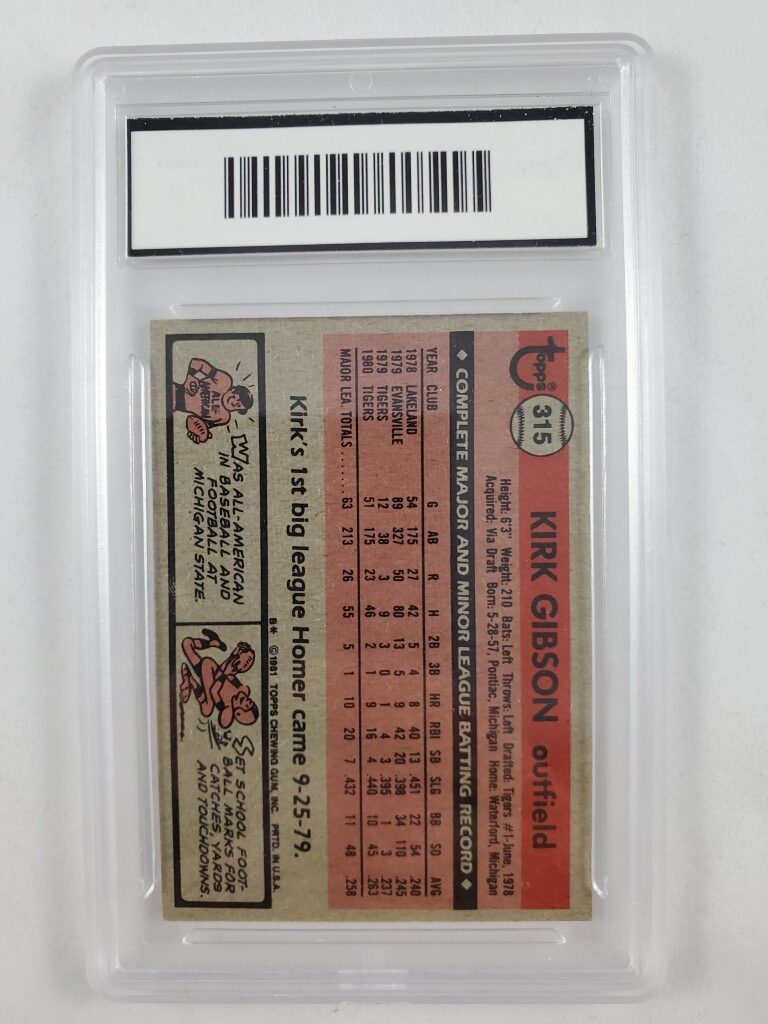 topps®
315
KIRK GIBSON outfield
Height: 6'3" Weight: 210 Bats: Left Throws: Left Drafted: Tigers #1-June, 1978
Acquired: Via Draft Born: 5-28-57, Pontiac, Michigan Home: Waterford, Michigan
◆ COMPLETE MAJOR AND MINOR LEAGUE BATTING RECORD ◆
YEAR CLUB G AB R H 2B 3B HR RBI SB SLG BB SO AVG
1978 LAKELAND 54 175 27 42 5 4 8 40 13 .451 22 54 .240
1979 EVANSVILLE 89 327 50 80 13 5 9 42 20 .398 34 110 .245
1979 TIGERS 12 38 3 9 3 0 1 4 3 .395 1 3 .237
1980 TIGERS 51 175 23 46 2 1 9 16 4 .440 10 45 .263
MAJOR LEA. TOTALS...... 63 213 26 55 5 1 10 20 7 .432 11 48 .258
Kirk's 1st big league Homer came 9-25-79.
B* ©1981 TOPPS CHEWING GUM, INC. PRTD. IN U.S.A.
ALL-
AMERICAN
WAS ALL-AMERICAN
IN BASEBALL AND
FOOTBALL AT
MICHIGAN STATE.
SET SCHOOL FOOT-
BALL MARKS FOR
CATCHES, YARDS
AND TOUCHDOWNS.